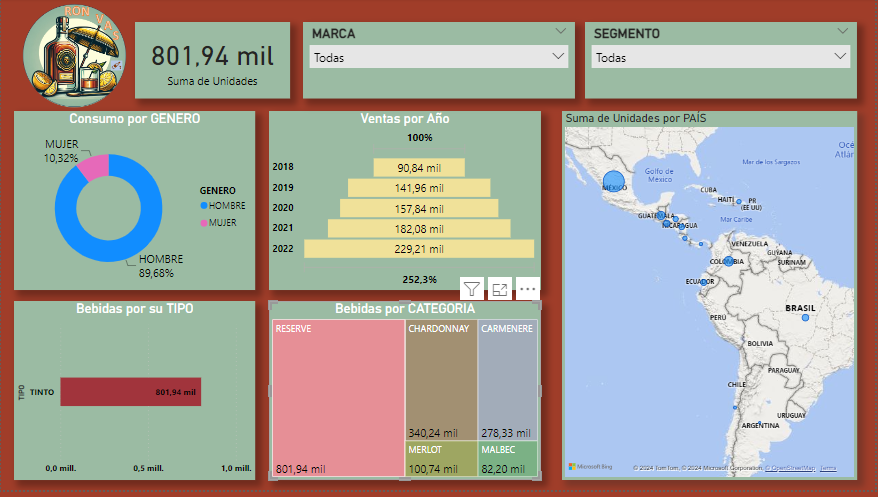 RON VAS
801,94 mil
Suma de Unidades
MARCA
Todas
SEGMENTO
Todas
Consumo por GENERO
MUJER
10,32%
GENERO
HOMBRE
MUJER
HOMBRE
89,68%
Ventas por Año
100%
2018 90,84 mil
2019 141,96 mil
2020 157,84 mil
2021 182,08 mil
2022 229,21 mil
252,3%
Suma de Unidades por PAÍS
Golfo de
México
Mar de los Sargazos
Océ
Atlán
MÉXICO
CUBA
HAITÍ
PR
(EE UU)
GUATEMALA
Mar Caribe
NICARAGUA
VENEZUELA
GUYANA
SURINAM
COLOMBIA
ECUADOR
PERÚ
BRASIL
BOLIVIA
PARAGUAY
CHILE
URUGUAY
ARGENTINA
Microsoft Bing
© 2024 TomTom, © 2024 Microsoft Corporation, © OpenStreetMap Terms
Bebidas por su TIPO
TIPO
TINTO
801,94 mil
0,0 mill. 0,5 mill. 1,0 mill.
Bebidas por CATEGORIA
RESERVE
801,94 mil
CHARDONNAY
340,24 mil
CARMENERE
278,33 mil
MERLOT
100,74 mil
MALBEC
82,20 mil